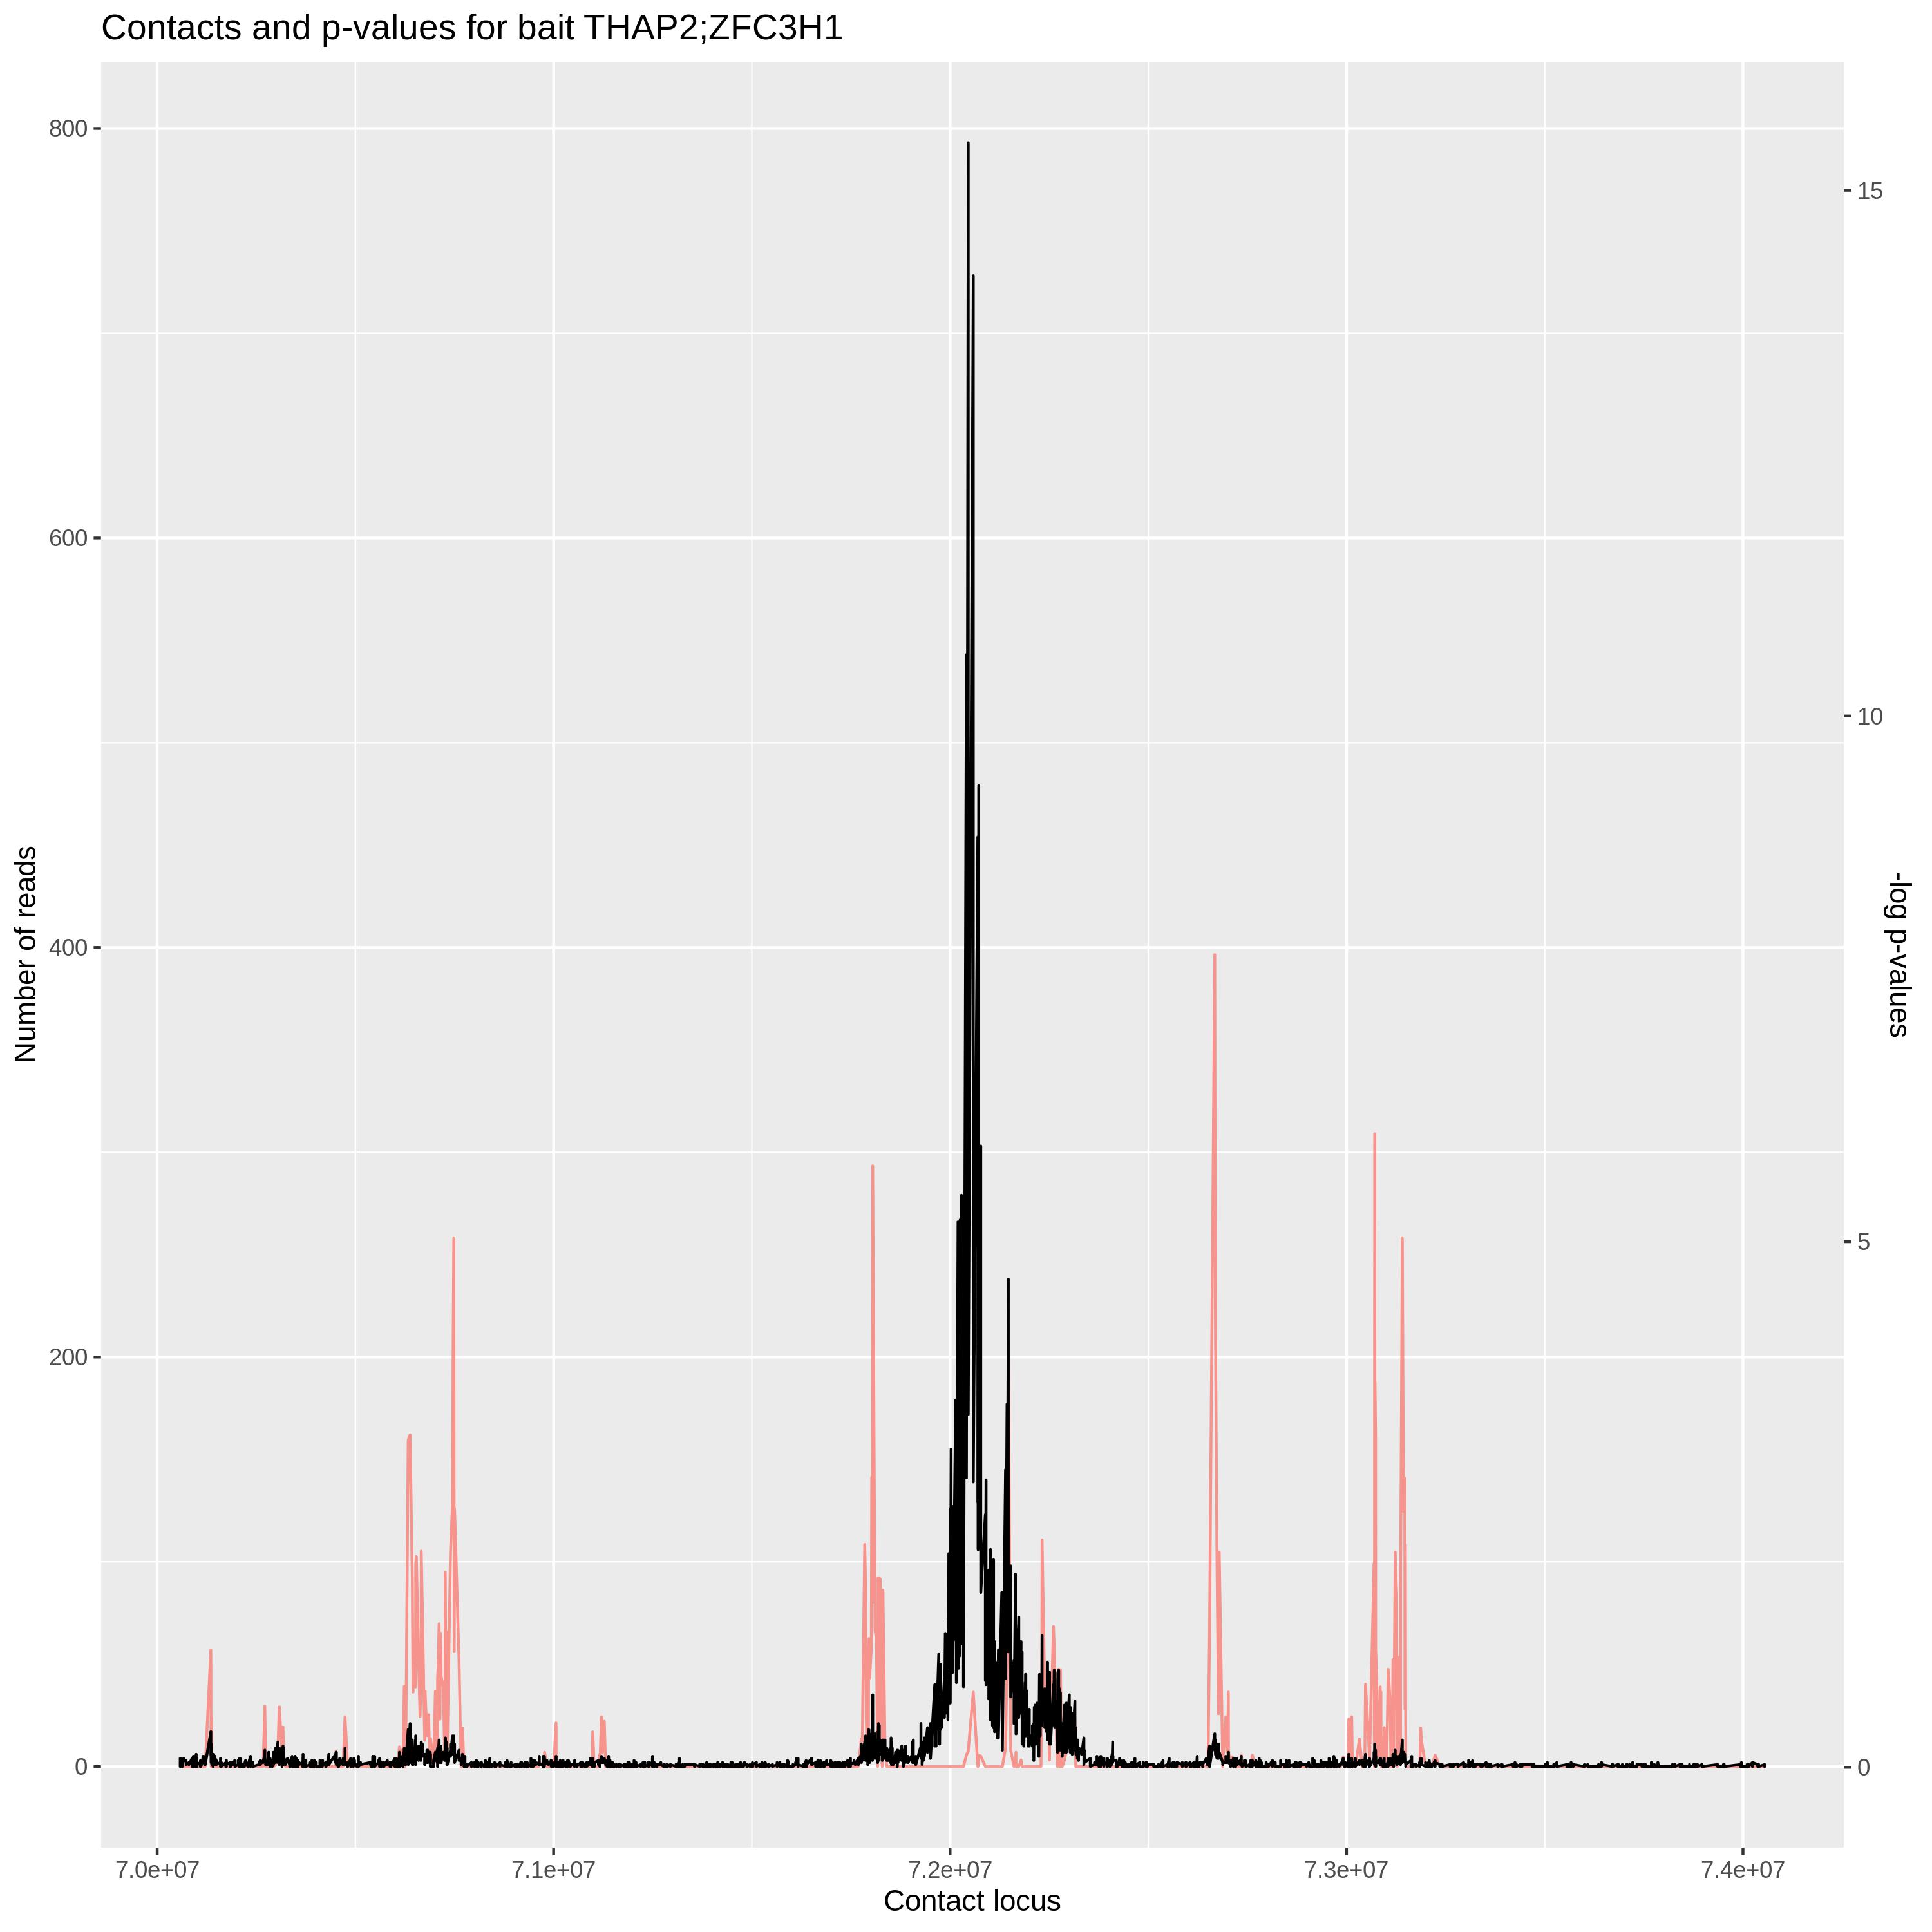 Contacts and p-values for bait THAP2;ZFC3H1
800
600
400
200
0
Number of reads
15
10
5
0
-log p-values
7.0e+07
7.1e+07
7.2e+07
7.3e+07
7.4e+07
Contact locus